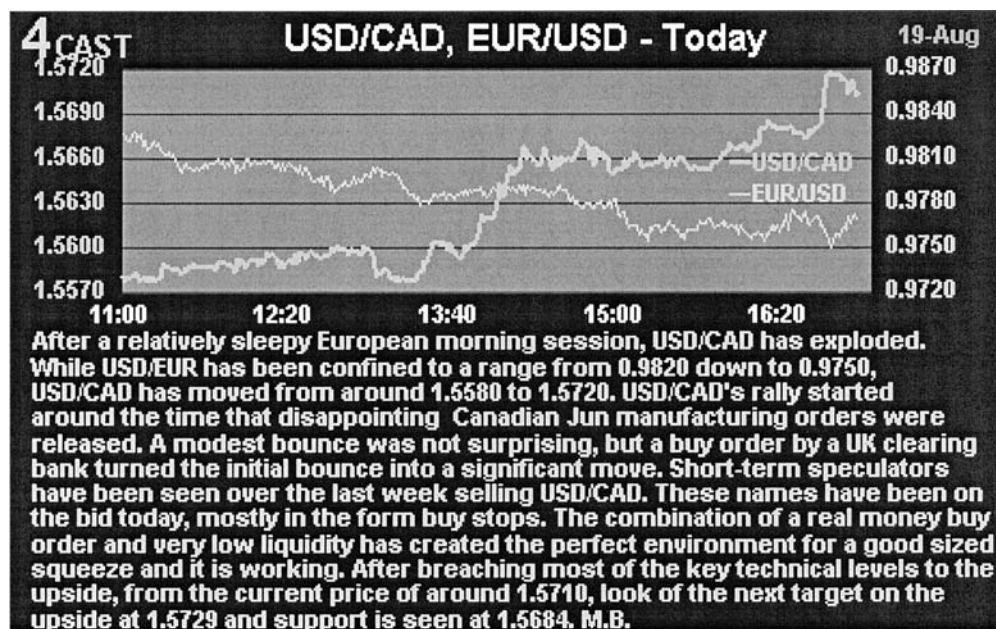 4CAST USD/CAD, EUR/USD - Today 19-Aug
1.5720 0.9870
1.5690 0.9840
1.5660 0.9810
USD/CAD
1.5630 0.9780
EUR/USD
1.5600 0.9750
1.5570 0.9720
11:00 12:20 13:40 15:00 16:20
After a relatively sleepy European morning session, USD/CAD has exploded.
While USD/EUR has been confined to a range from 0.9820 down to 0.9750,
USD/CAD has moved from around 1.5580 to 1.5720. USD/CAD's rally started
around the time that disappointing Canadian Jun manufacturing orders were
released. A modest bounce was not surprising, but a buy order by a UK clearing
bank turned the initial bounce into a significant move. Short-term speculators
have been seen over the last week selling USD/CAD. These names have been on
the bid today, mostly in the form buy stops. The combination of a real money buy
order and very low liquidity has created the perfect environment for a good sized
squeeze and it is working. After breaching most of the key technical levels to the
upside, from the current price of around 1.5710, look of the next target on the
upside at 1.5729 and support is seen at 1.5684. M.B.